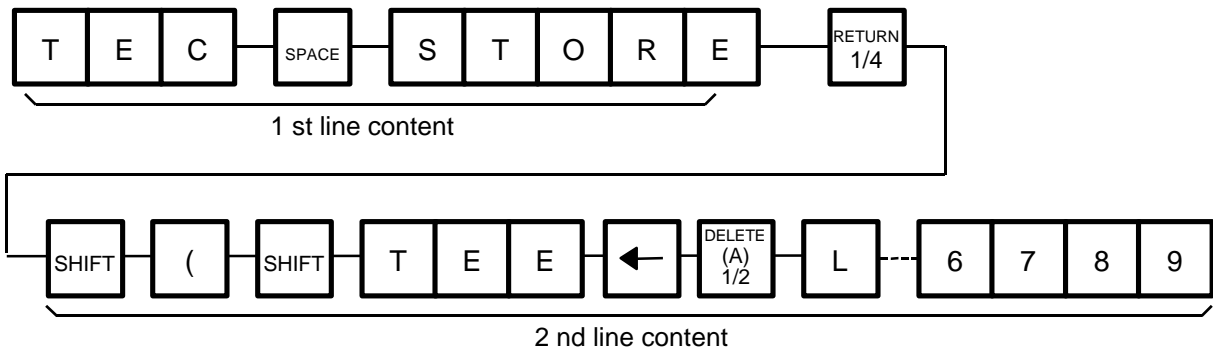 T E C SPACE S T O R E RETURN 1/4
1 st line content
SHIFT ( SHIFT T E E ← DELETE (A) 1/2 L 6 7 8 9
2 nd line content